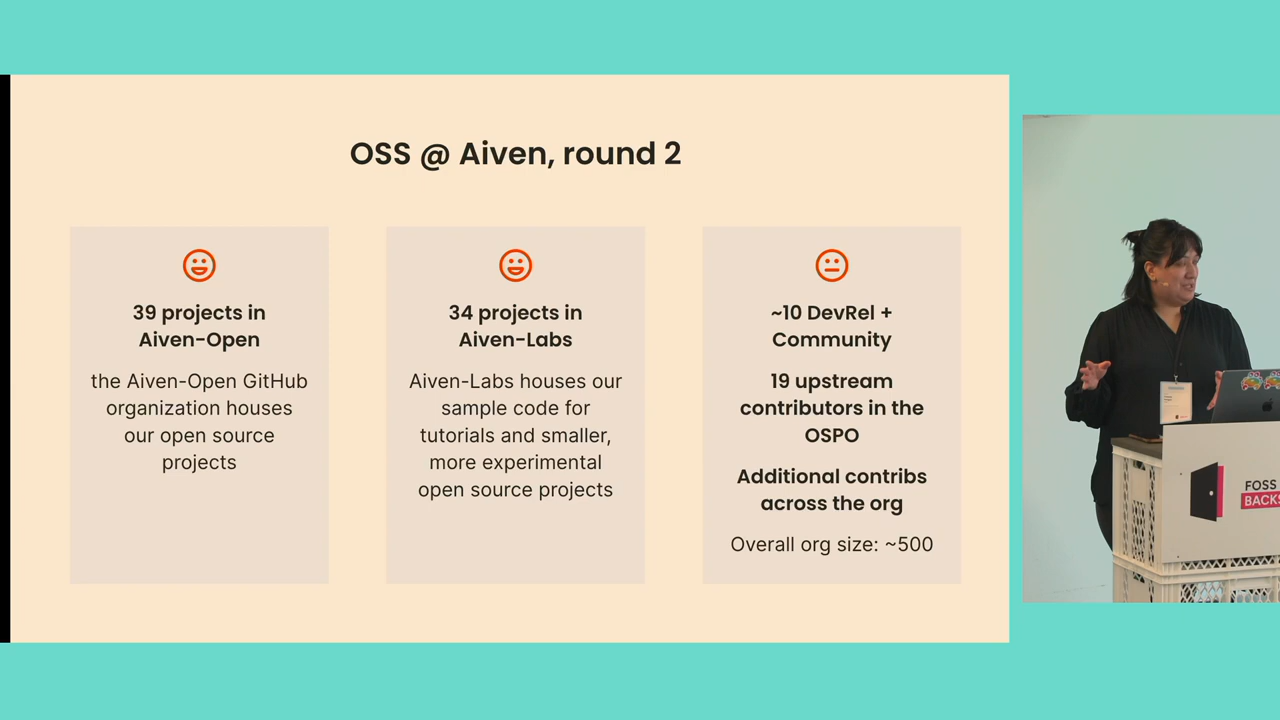 OSS @ Aiven, round 2
39 projects in
Aiven-Open
the Aiven-Open GitHub
organization houses
our open source
projects
34 projects in
Aiven-Labs
Aiven-Labs houses our
sample code for
tutorials and smaller,
more experimental
open source projects
~10 DevRel +
Community
19 upstream
contributors in the
OSPO
Additional contribs
across the org
Overall org size: ~500
FOSS
BACKS